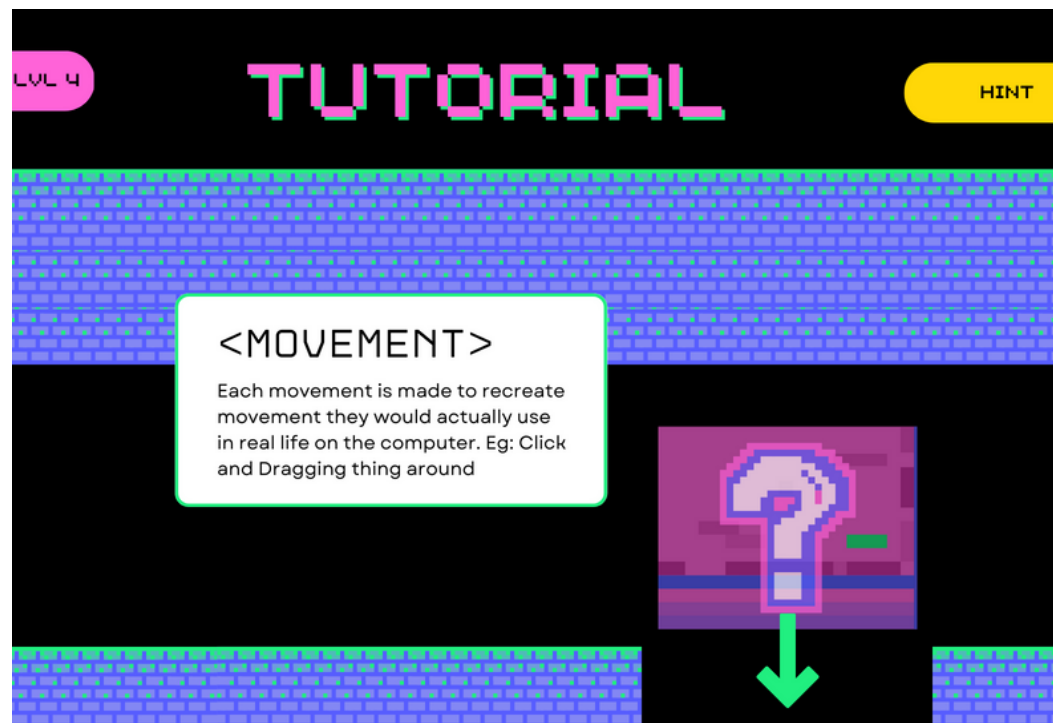 LVL 4
TUTORIAL
HINT
<MOVEMENT>
Each movement is made to recreate
movement they would actually use
in real life on the computer. Eg: Click
and Dragging thing around
?